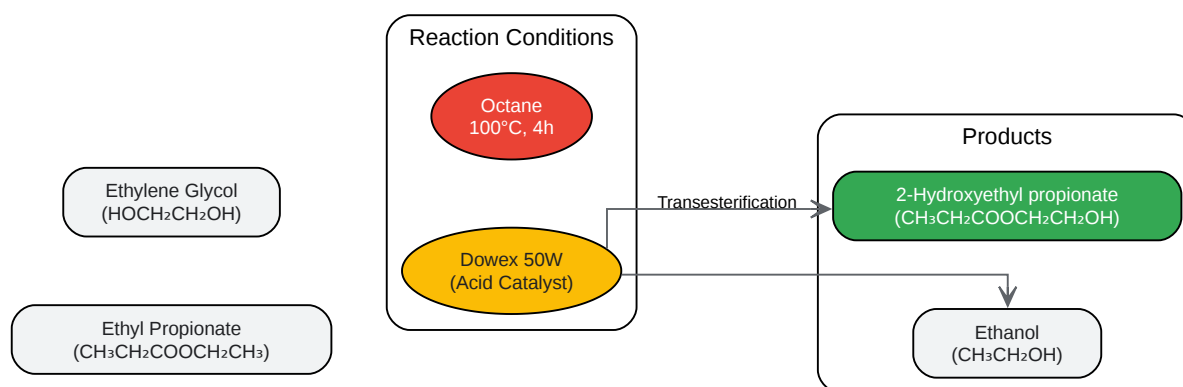 Reaction Conditions
Octane
100°C, 4h
Products
Ethylene Glycol
(HOCH₂CH₂OH)
Transesterification
2-Hydroxyethyl propionate
(CH₃CH₂COOCH₂CH₂OH)
Dowex 50W
(Acid Catalyst)
Ethyl Propionate
(CH₃CH₂COOCH₂CH₃)
Ethanol
(CH₃CH₂OH)